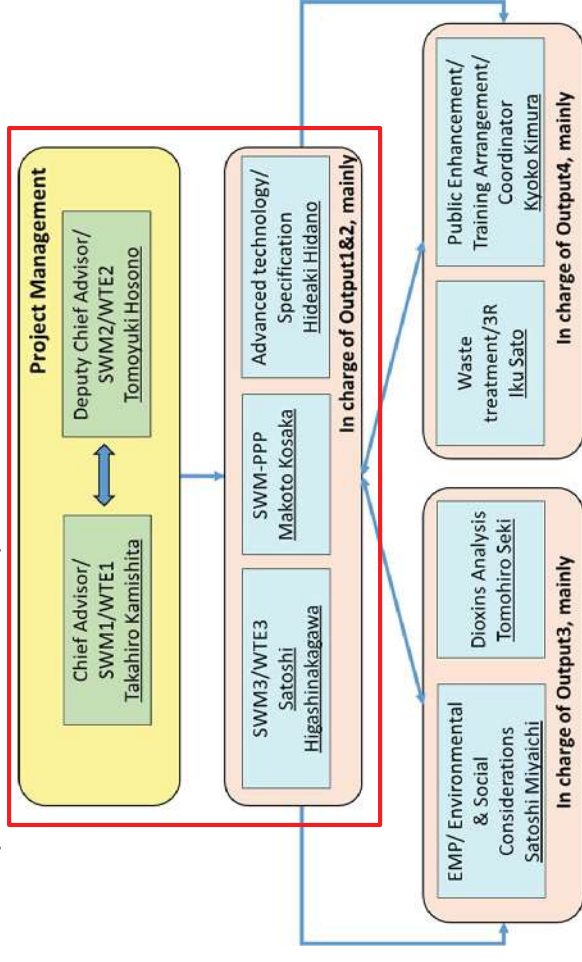 Project Management
Chief Advisor/
SWM1/WTE1
Takahiro Kamishita
Deputy Chief Advisor/
SWM2/WTE2
Tomoyuki Hosono
SWM3/WTE3
Satoshi
Higashinakagawa
SWM-PPP
Makoto Kosaka
Advanced technology/
Specification
Hideaki Hidano
In charge of Output1&2, mainly
EMP/ Environmental
& Social
Considerations
Satoshi Miyaichi
Dioxins Analysis
Tomohiro Seki
In charge of Output3, mainly
Waste
treatment/3R
Iku Sato
Public Enhancement/
Training Arrangement/
Coordinator
Kyoko Kimura
In charge of Output4, mainly